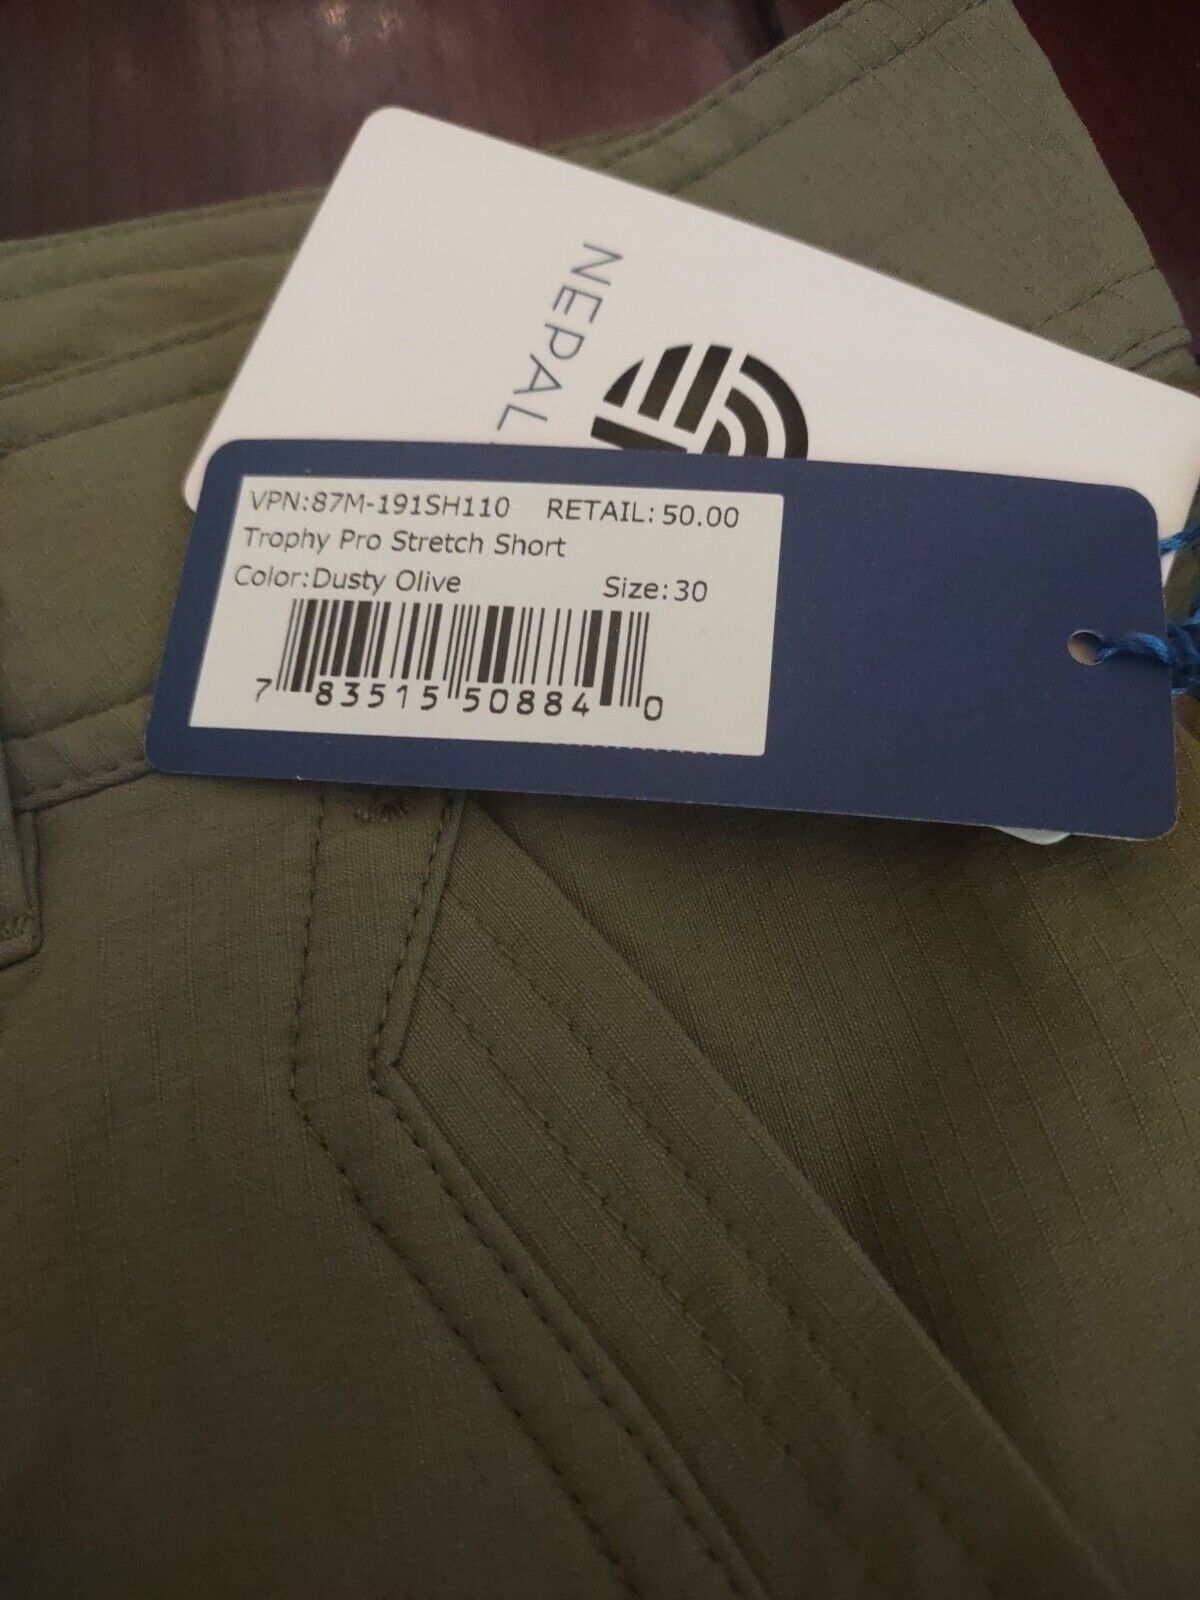 NEPAL
VPN:87M-191SH110 RETAIL: 50.00
Trophy Pro Stretch Short
Color:Dusty Olive Size:30
7 83515 50884 0